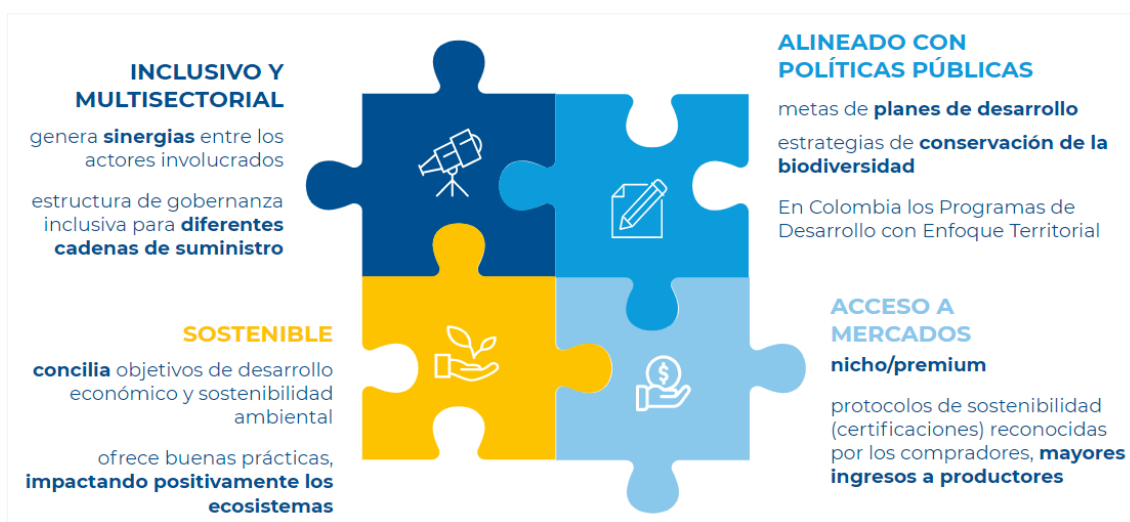 INCLUSIVO Y
MULTISECTORIAL
genera sinergias entre los
actores involucrados
estructura de gobernanza
inclusiva para diferentes
cadenas de suministro
ALINEADO CON
POLÍTICAS PÚBLICAS
metas de planes de desarrollo
estrategias de conservación de la
biodiversidad
En Colombia los Programas de
Desarrollo con Enfoque Territorial
SOSTENIBLE
concilia objetivos de desarrollo
económico y sostenibilidad
ambiental
ofrece buenas prácticas,
impactando positivamente los
ecosistemas
ACCESO A
MERCADOS
nicho/premium
protocolos de sostenibilidad
(certificaciones) reconocidas
por los compradores, mayores
ingresos a productores
$